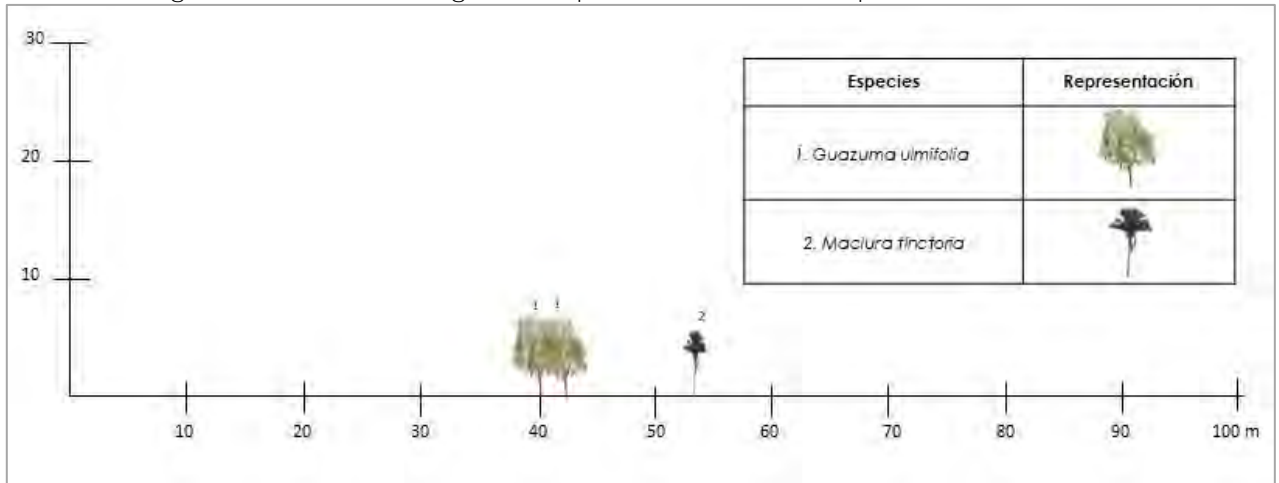 30
Especies Representación
1. Guazuma ulmifolia
20
2. Maclura tinctoria
10
1 1
2
10 20 30 40 50 60 70 80 90 100 m